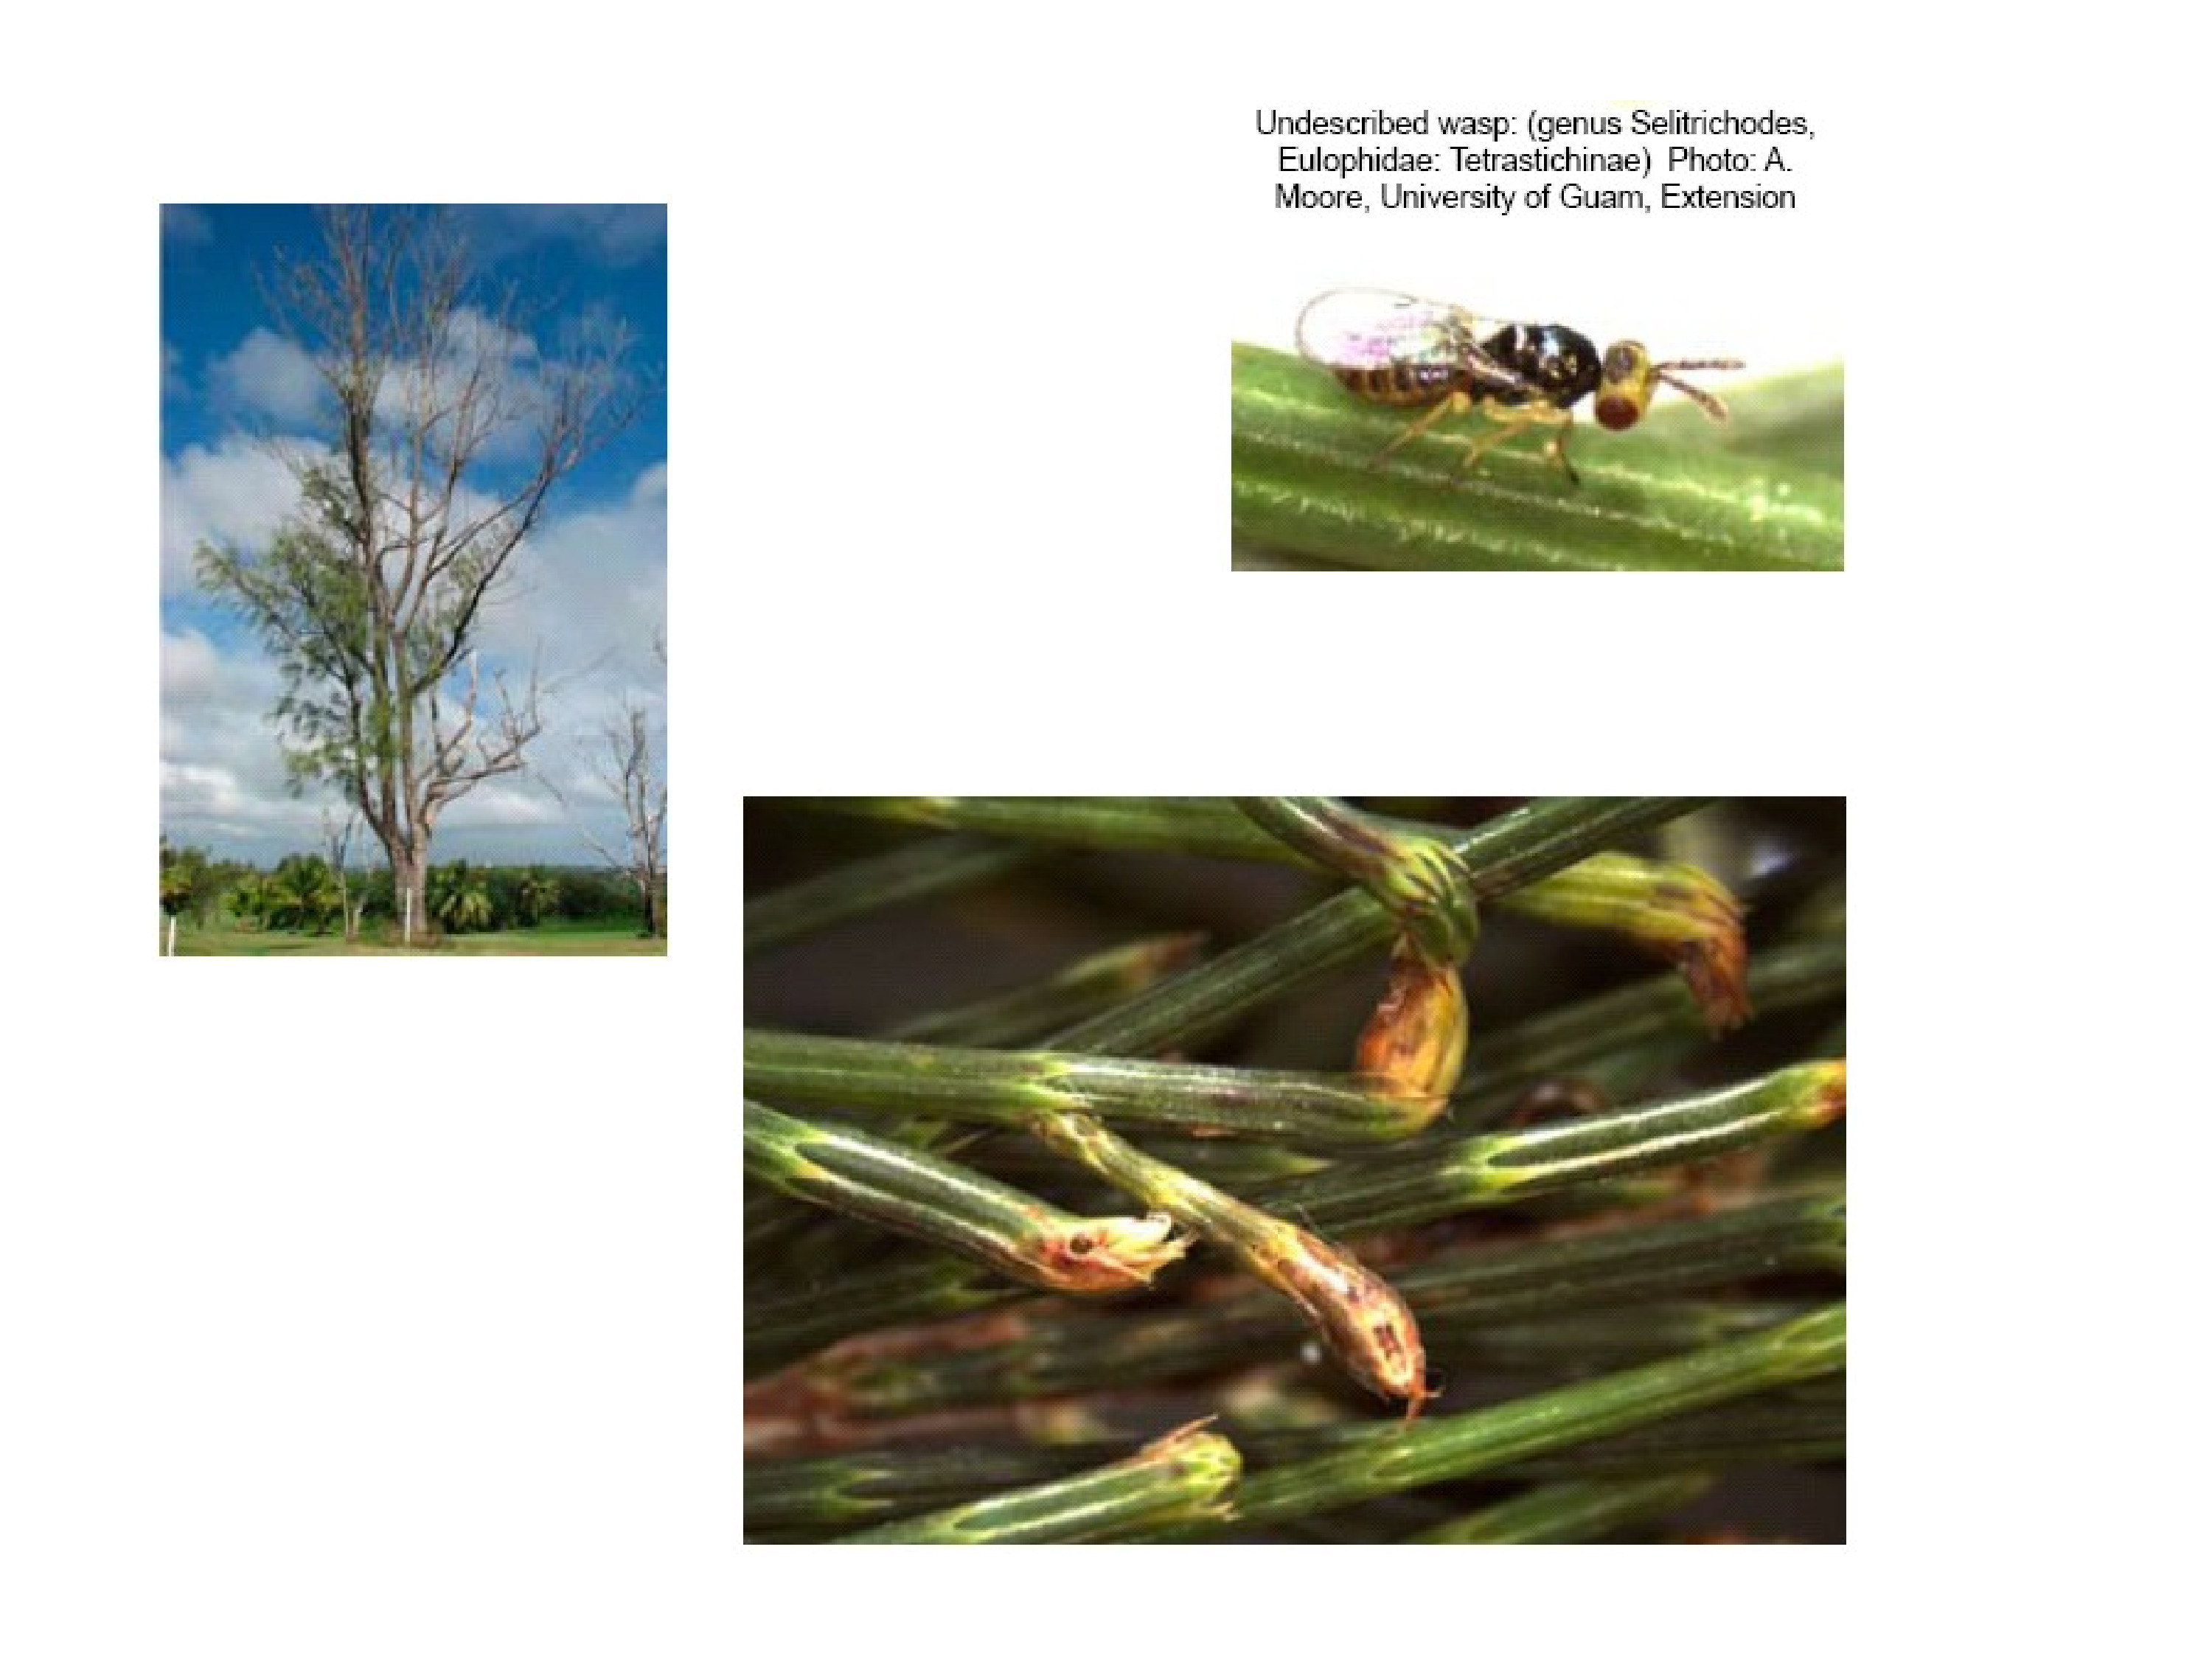 Undescribed wasp: (genus Selitrichodes,
Eulophidae: Tetrastichinae)  Photo: A.
Moore, University of Guam, Extension